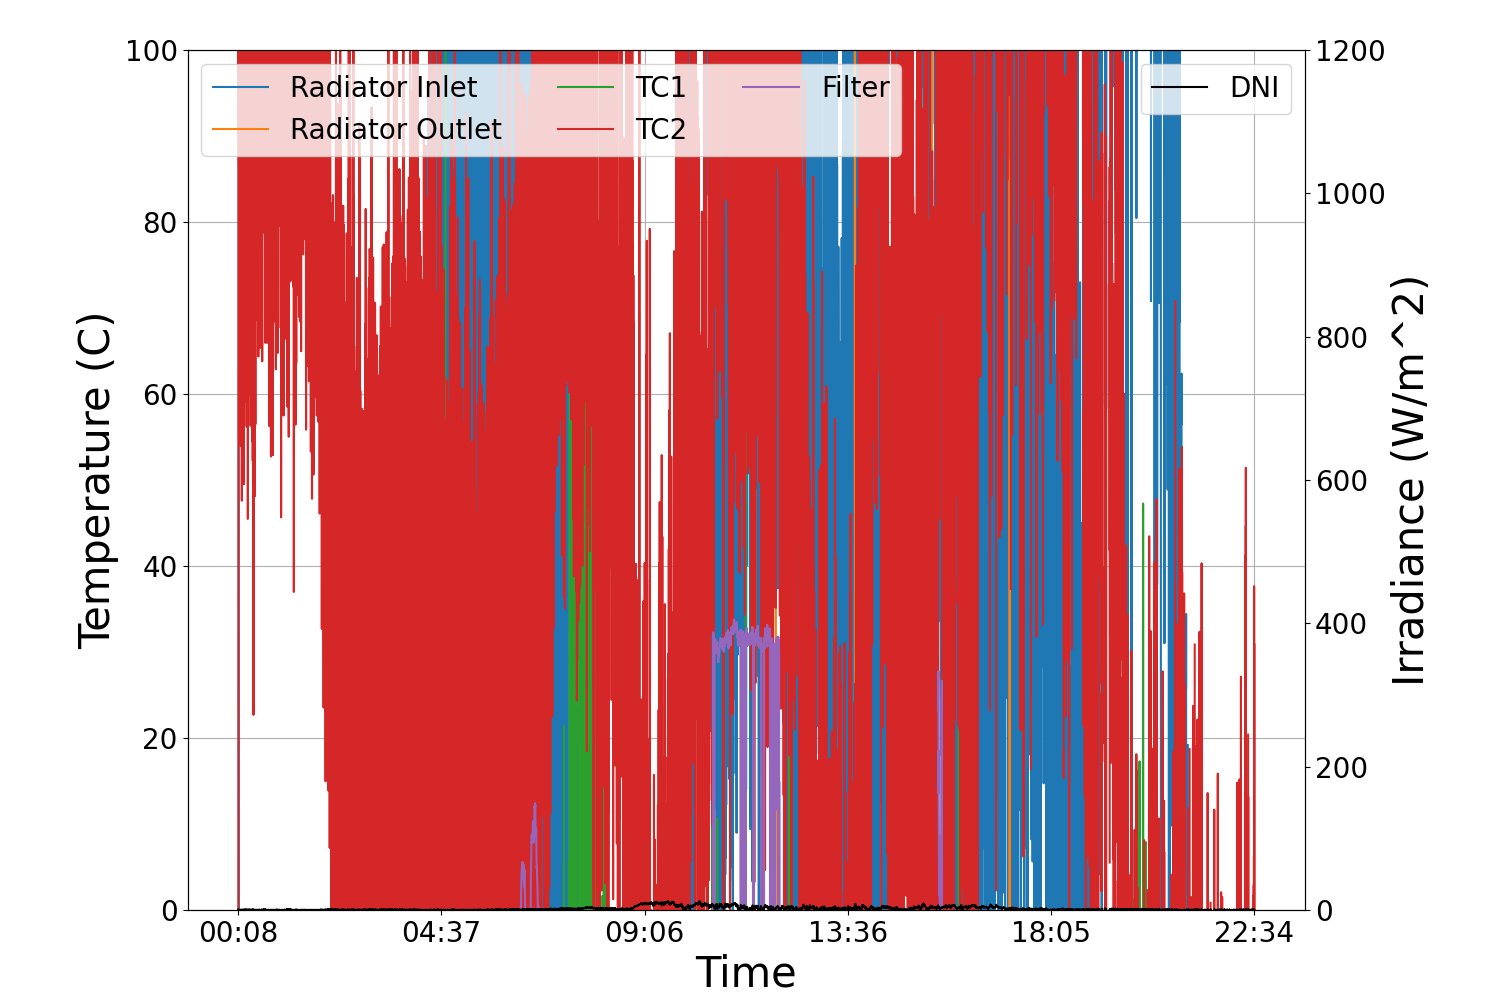 100
80
60
40
20
0
Temperature (C)
Radiator Inlet
Radiator Outlet
TC1
TC2
Filter
DNI
1200
1000
800
600
400
200
0
Irradiance (W/m^2)
00:08 04:37 09:06 13:36 18:05 22:34
Time